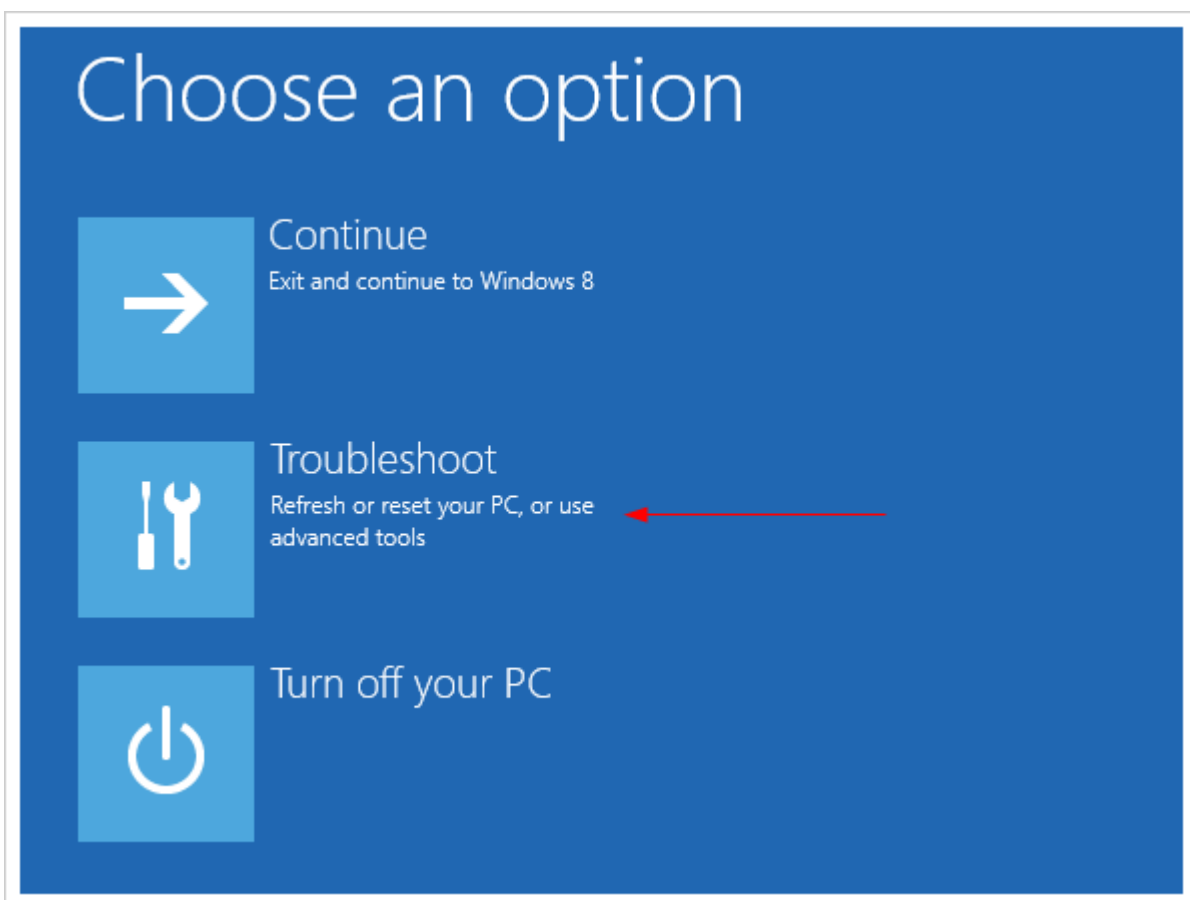 Choose an option
Continue
Exit and continue to Windows 8
Troubleshoot
Refresh or reset your PC, or use
advanced tools
Turn off your PC